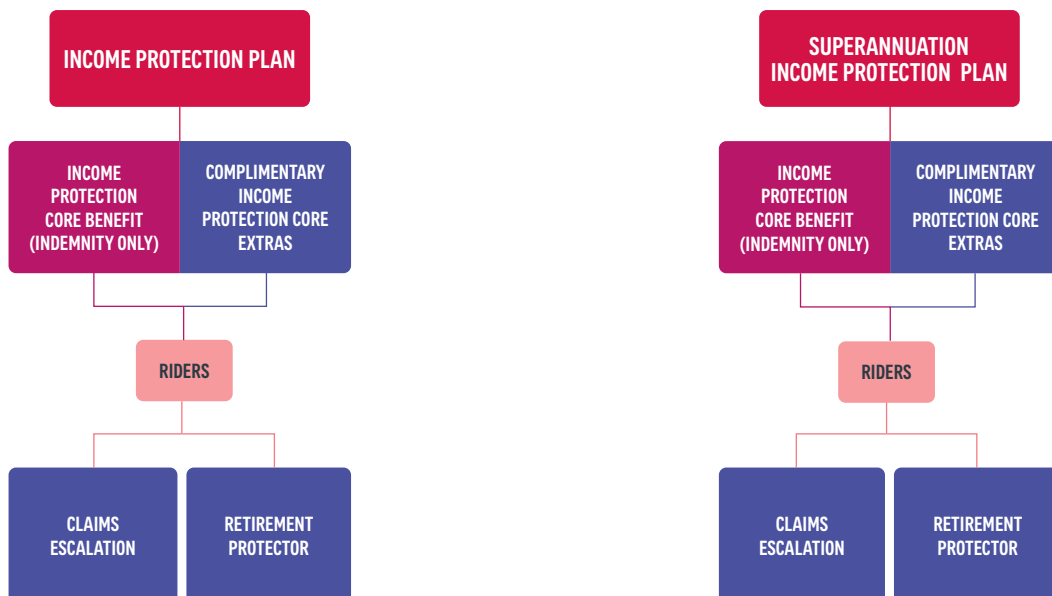 INCOME PROTECTION PLAN
INCOME
PROTECTION
CORE BENEFIT
(INDEMNITY ONLY)
COMPLIMENTARY
INCOME
PROTECTION CORE
EXTRAS
RIDERS
CLAIMS
ESCALATION
RETIREMENT
PROTECTOR
SUPERANNUATION
INCOME PROTECTION PLAN
INCOME
PROTECTION
CORE BENEFIT
(INDEMNITY ONLY)
COMPLIMENTARY
INCOME
PROTECTION CORE
EXTRAS
RIDERS
CLAIMS
ESCALATION
RETIREMENT
PROTECTOR